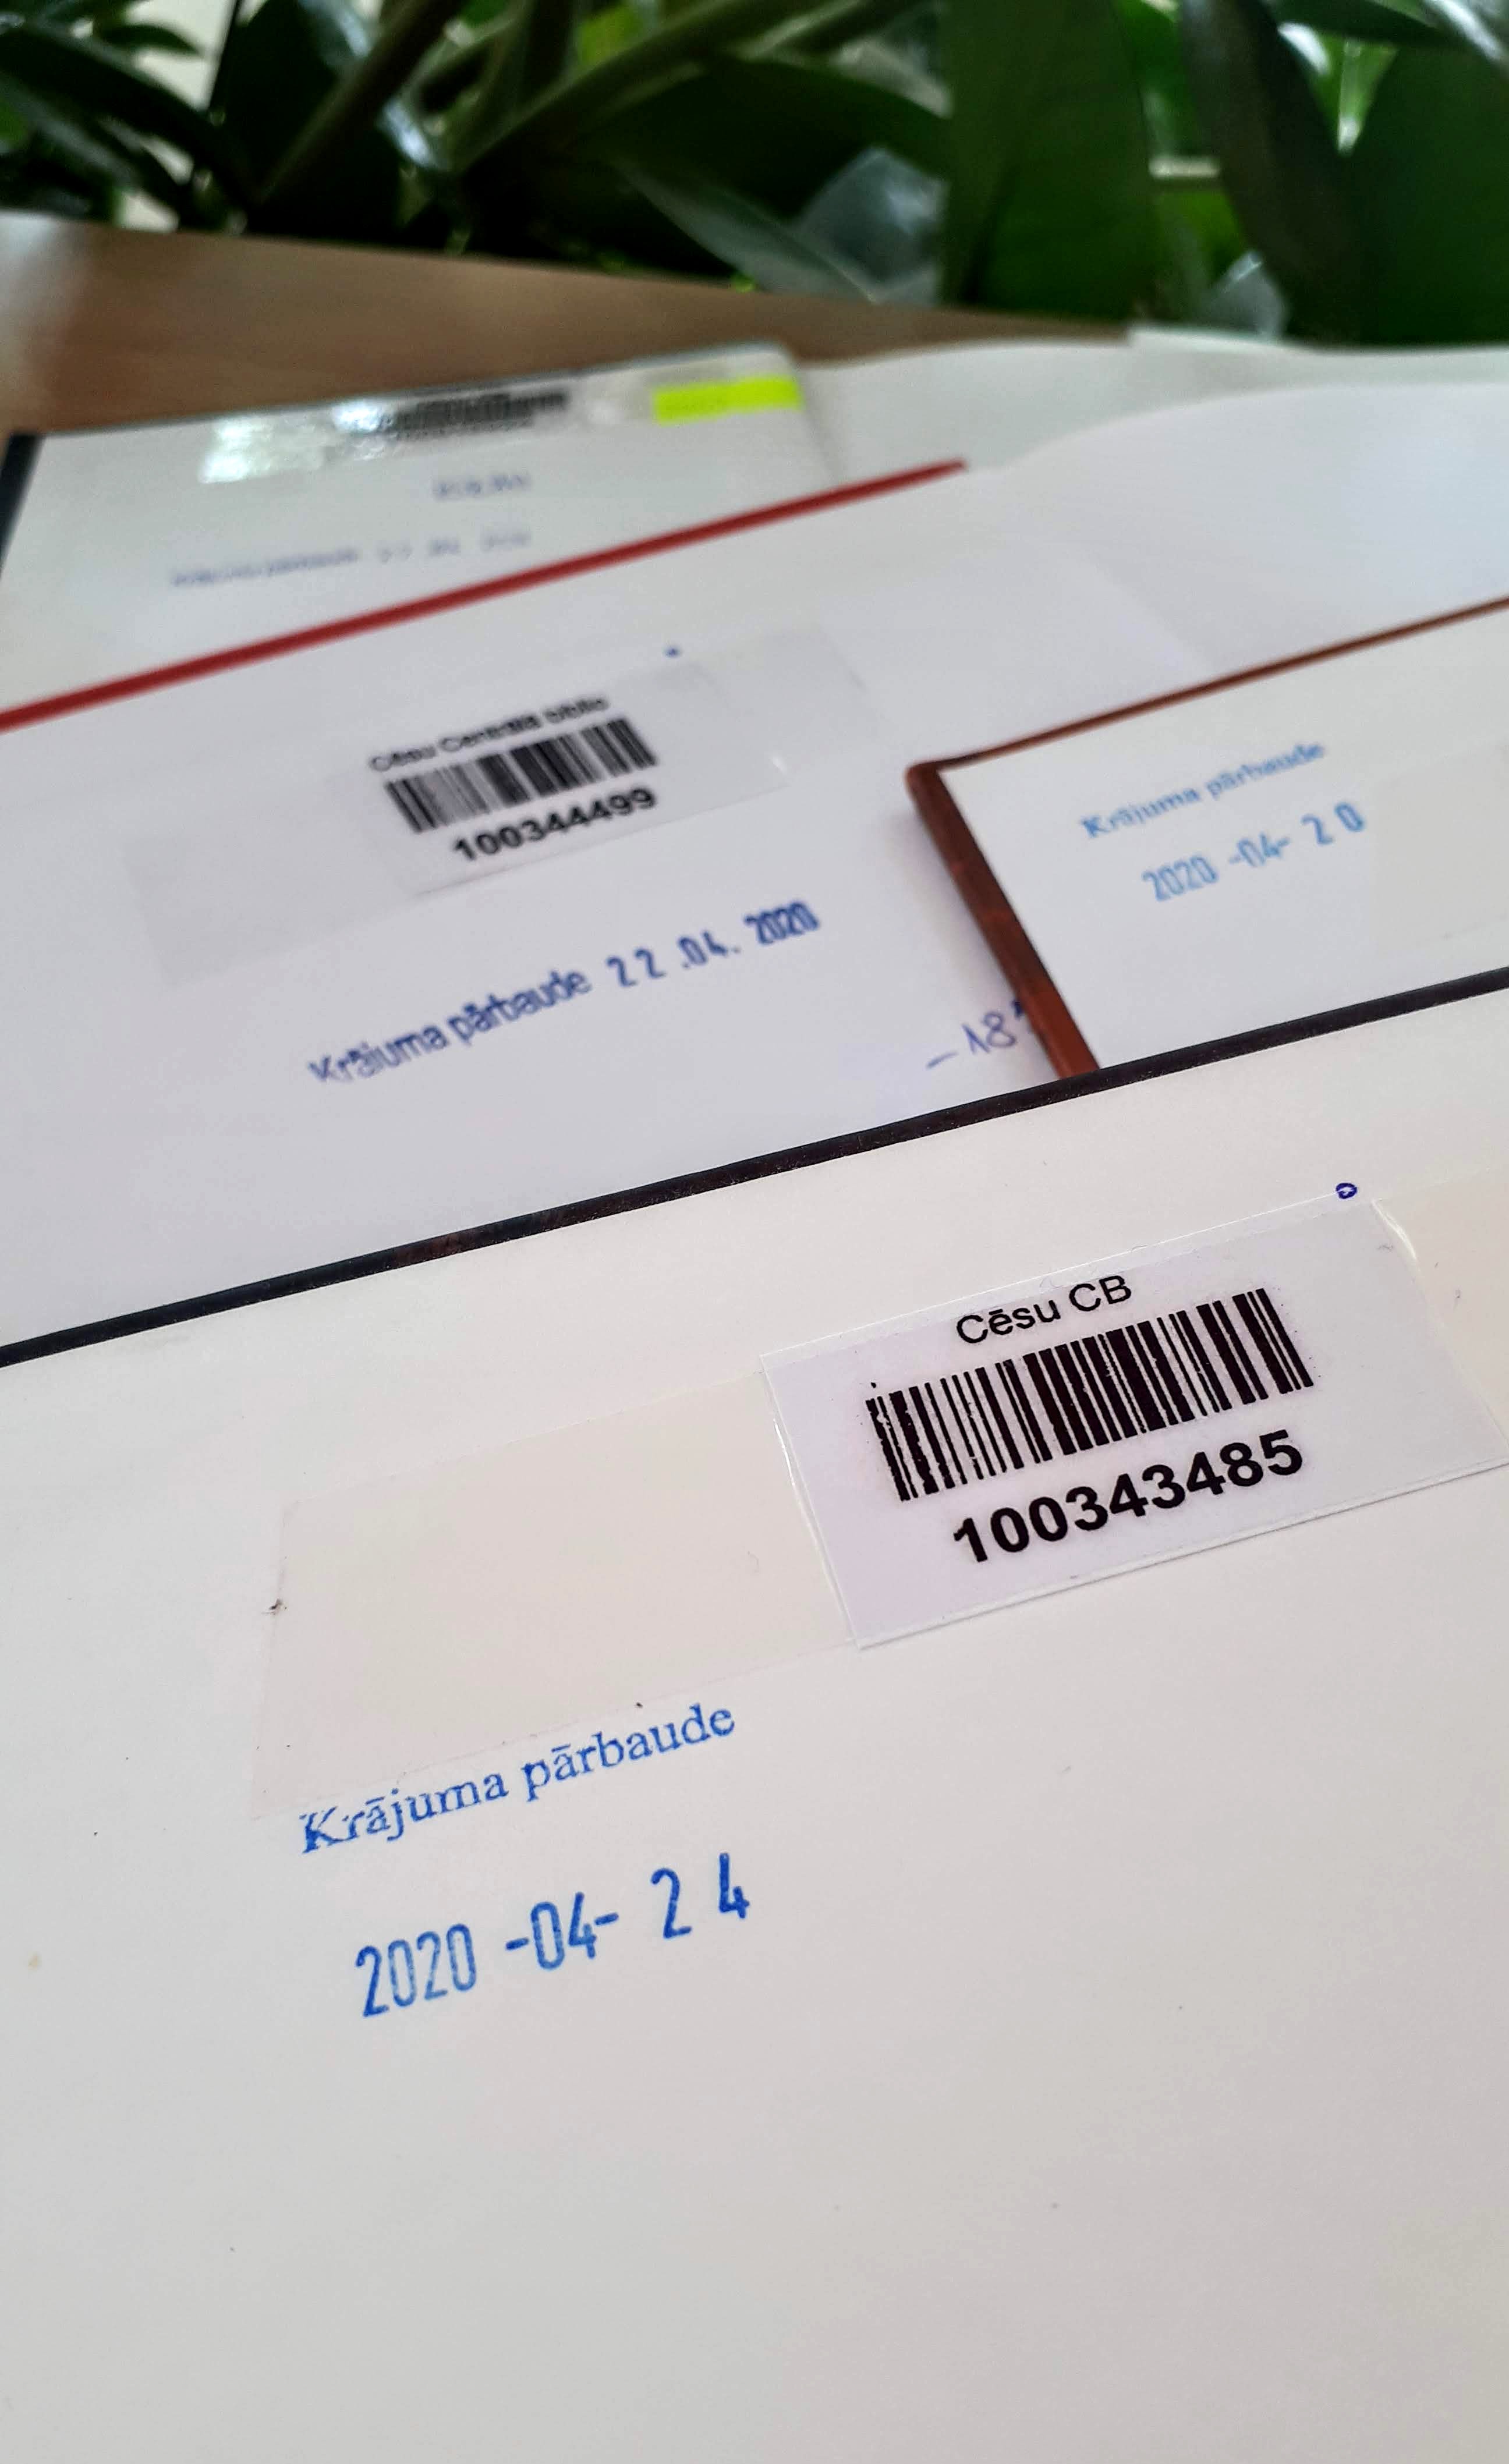 Cēsu Centrālā biblio
100344499
Krājuma pārbaude 22.04.2020
Krājuma pārbaude
2020 -04- 20
Cēsu CB
100343485
Krājuma pārbaude
2020 -04- 24